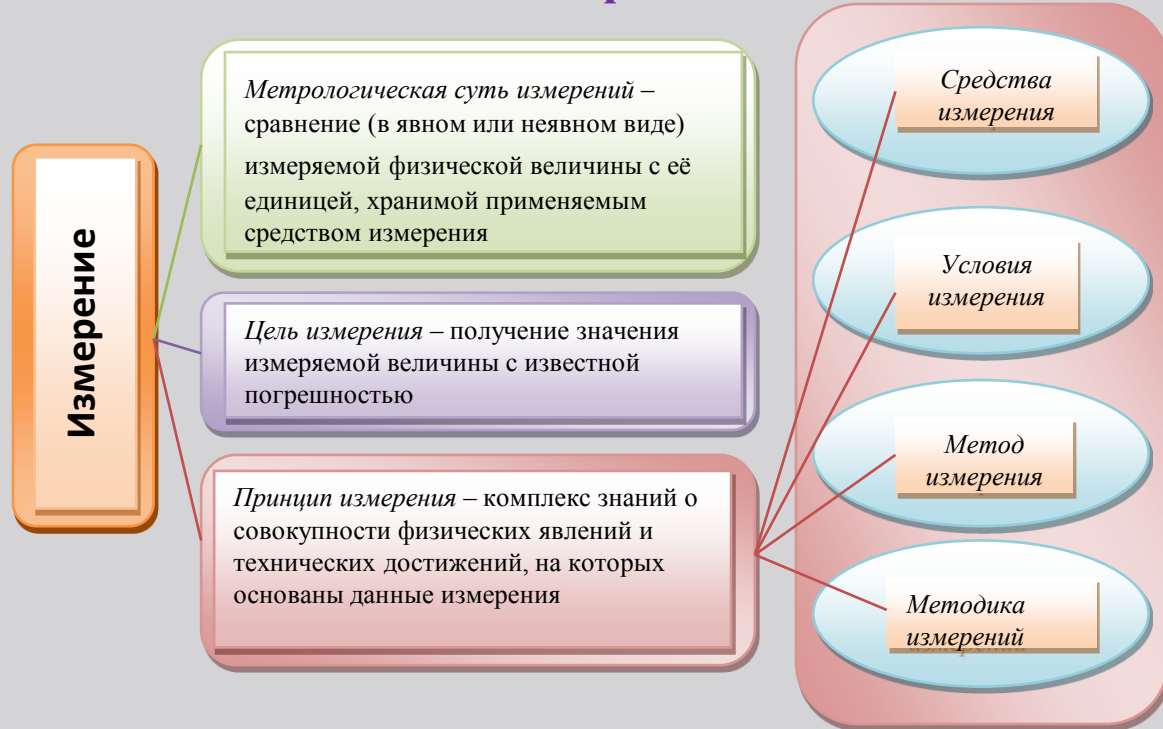 Измерение
Метрологическая суть измерений –
сравнение (в явном или неявном виде)
измеряемой физической величины с её
единицей, хранимой применяемым
средством измерения
Цель измерения – получение значения
измеряемой величины с известной
погрешностью
Принцип измерения – комплекс знаний о
совокупности физических явлений и
технических достижений, на которых
основаны данные измерения
Средства
измерения
Условия
измерения
Метод
измерения
Методика
измерений